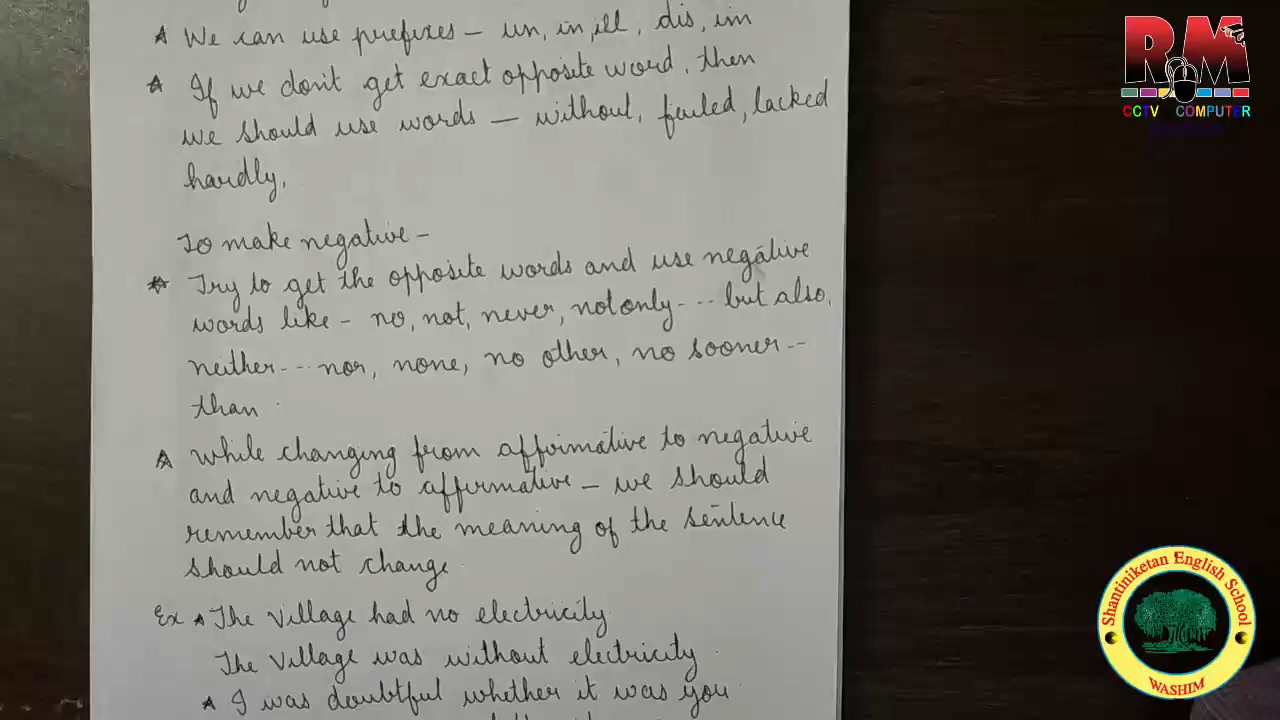 We can use prefixes – un, in, ill, dis, im
If we don't get exact opposite word, then
we should use words – without, failed, lacked
hardly,
To make negative –
Try to get the opposite words and use negative
words like – no, not, never, not only --- but also,
neither --- nor, none, no other, no sooner --
than
while changing from affirmative to negative
and negative to affirmative – we should
remember that the meaning of the sentence
should not change
Ex The Village had no electricity.
The Village was without electricity.
I was doubtful whether it was you
RM
CCTV COMPUTER
Shantiniketan English School
WASHIM